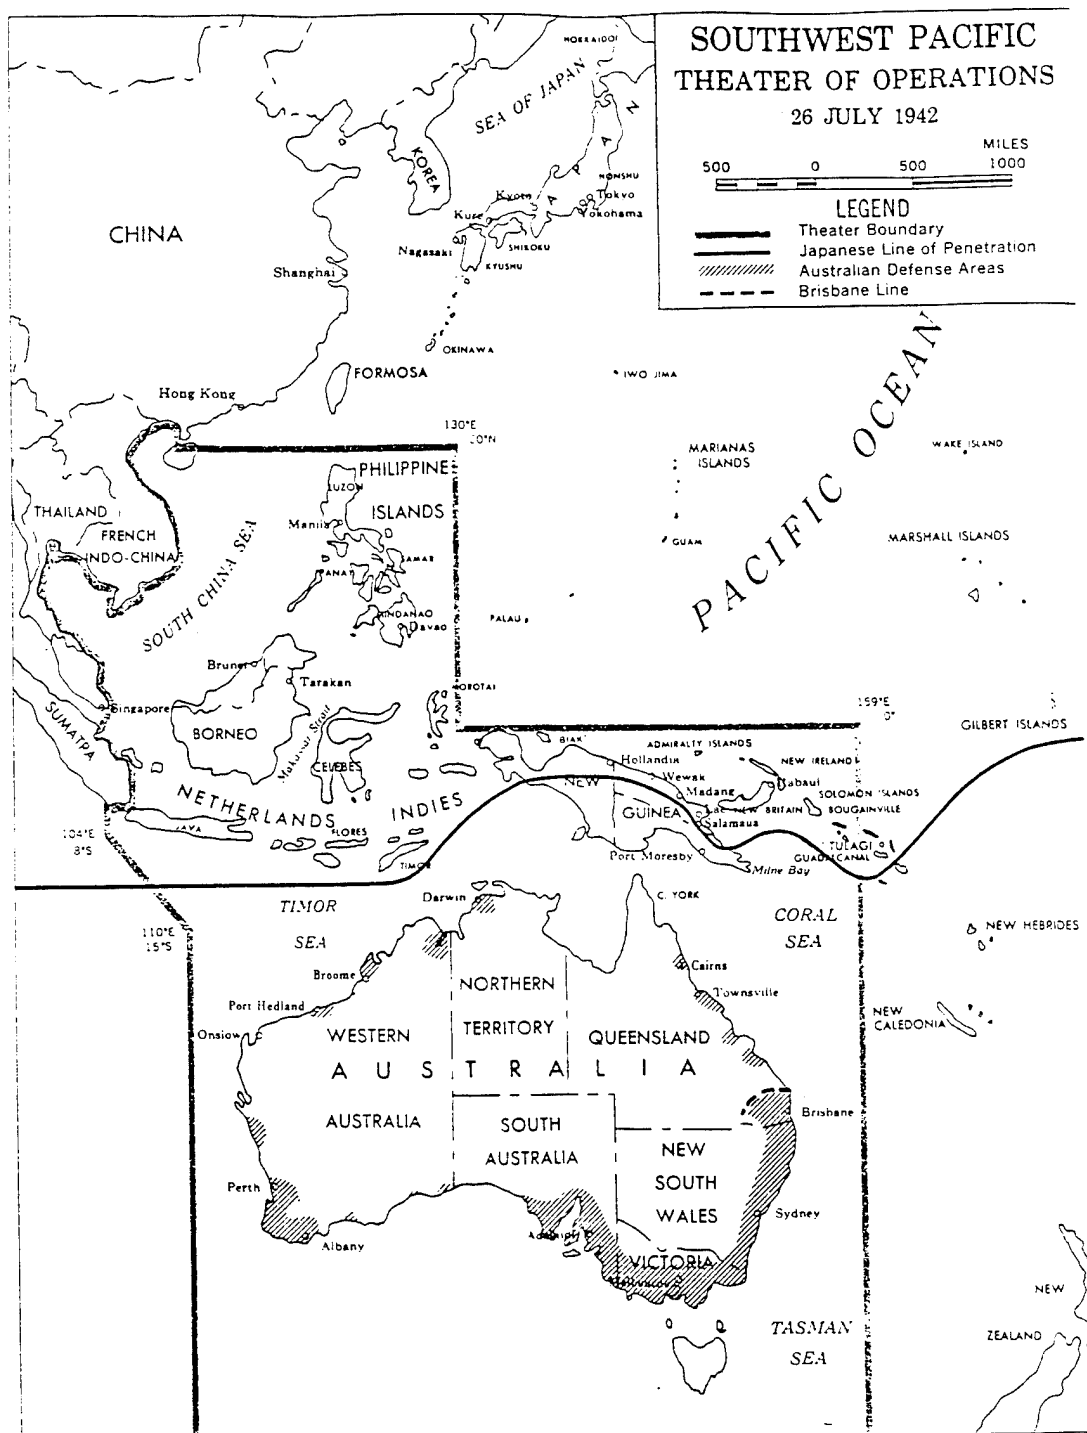 SOUTHWEST PACIFIC
THEATER OF OPERATIONS
26 JULY 1942
MILES
500 0 500 1000
LEGEND
Theater Boundary
Japanese Line of Penetration
Australian Defense Areas
Brisbane Line
HOKKAIDO
SEA OF JAPAN
JAPAN
KOREA
HONSHU
Kyoto
Tokyo
Yokohama
Kure
Nagasaki
SHIKOKU
KYUSHU
CHINA
Shanghai
OKINAWA
FORMOSA
IWO JIMA
Hong Kong
PACIFIC OCEAN
130°E
MARIANAS
ISLANDS
WAKE ISLAND
PHILIPPINE
ISLANDS
LUZON
Manila
THAILAND
FRENCH
INDO-CHINA
SOUTH CHINA SEA
GUAM
MARSHALL ISLANDS
SAMAR
PANAY
MINDANAO
Davao
PALAU
Brunei
Tarakan
MOROTAI
Singapore
SUMATRA
BORNEO
Makassar Strait
CELEBES
159°E
0°
GILBERT ISLANDS
BIAK
ADMIRALTY ISLANDS
Hollandia
NEW IRELAND
Wewak
Rabaul
NEW
GUINEA
Madang
SOLOMON ISLANDS
Lae
NEW BRITAIN
BOUGAINVILLE
Salamaua
NETHERLANDS INDIES
JAVA
FLORES
TIMOR
104°E
8°S
Port Moresby
TULAGI
GUADALCANAL
Milne Bay
TIMOR
SEA
Darwin
C. YORK
CORAL
SEA
110°E
15°S
NEW HEBRIDES
Broome
Cairns
Port Hedland
NORTHERN
TERRITORY
Townsville
Onslow
WESTERN
AUSTRALIA
QUEENSLAND
NEW
CALEDONIA
AUSTRALIA
Brisbane
SOUTH
AUSTRALIA
NEW
SOUTH
WALES
Perth
Sydney
Albany
Adelaide
VICTORIA
Melbourne
TASMAN
SEA
NEW
ZEALAND